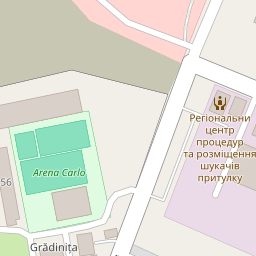 Регіональни
центр
процедур
та розміщення
шукачів
притулку
Arena Carlo
56
Grădinița